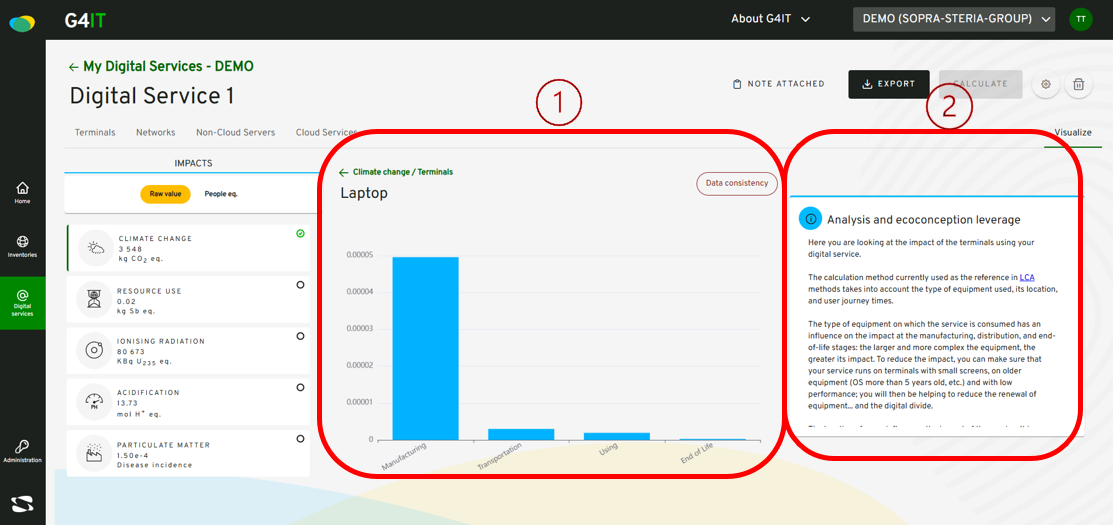 G4IT
About G4IT
DEMO (SOPRA-STERIA-GROUP)
TT
← My Digital Services - DEMO
Digital Service 1
NOTE ATTACHED
EXPORT
CALCULATE
1
2
Terminals
Networks
Non-Cloud Servers
Cloud Services
Visualize
Home
Inventories
Digital
services
Administration
IMPACTS
Raw value
People eq.
CLIMATE CHANGE
3 548
kg CO2 eq.
RESOURCE USE
0.02
kg Sb eq.
IONISING RADIATION
80 673
KBq U235 eq.
PH
ACIDIFICATION
13.73
mol H+ eq.
PARTICULATE MATTER
1.50e-4
Disease incidence
← Climate change / Terminals
Laptop
Data consistency
0.00005
0.00004
0.00003
0.00002
0.00001
0
Manufacturing
Transportation
Using
End of Life
Analysis and ecoconception leverage
Here you are looking at the impact of the terminals using your
digital service.
The calculation method currently used as the reference in LCA
methods takes into account the type of equipment used, its location,
and user journey times.
The type of equipment on which the service is consumed has an
influence on the impact at the manufacturing, distribution, and end-
of-life stages: the larger and more complex the equipment, the
greater its impact. To reduce the impact, you can make sure that
your service runs on terminals with small screens, on older
equipment (OS more than 5 years old, etc.) and with low
performance; you will then be helping to reduce the renewal of
equipment... and the digital divide.